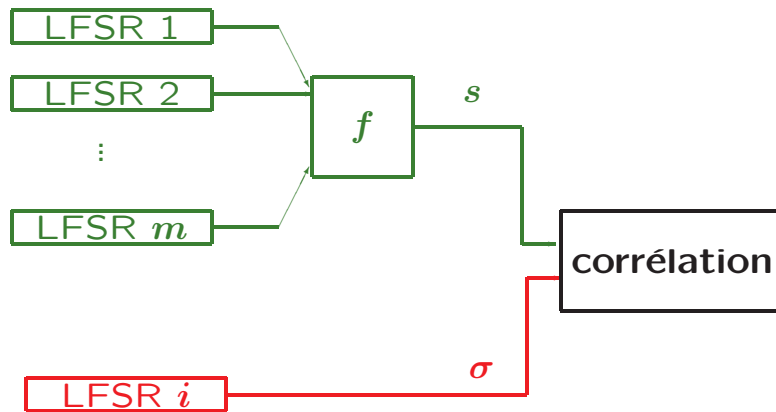 LFSR 1
LFSR 2
s
f
⋮
LFSR m
corrélation
σ
LFSR i